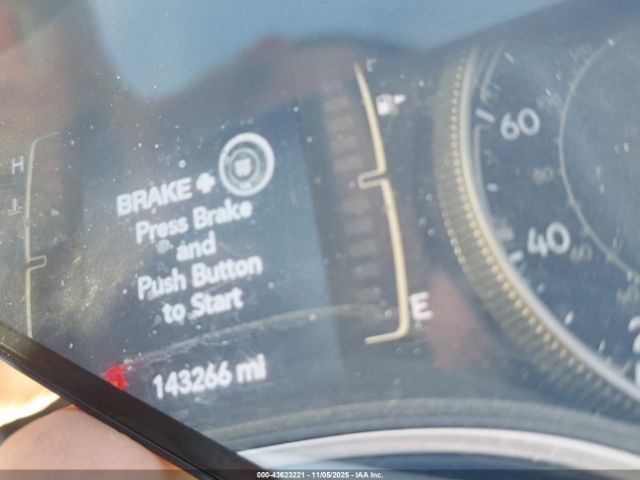 H
BRAKE +
Press Brake
and
Push Button
to Start
E
143266 mi
60
40
000-43623221 - 11/05/2025 - IAA Inc.